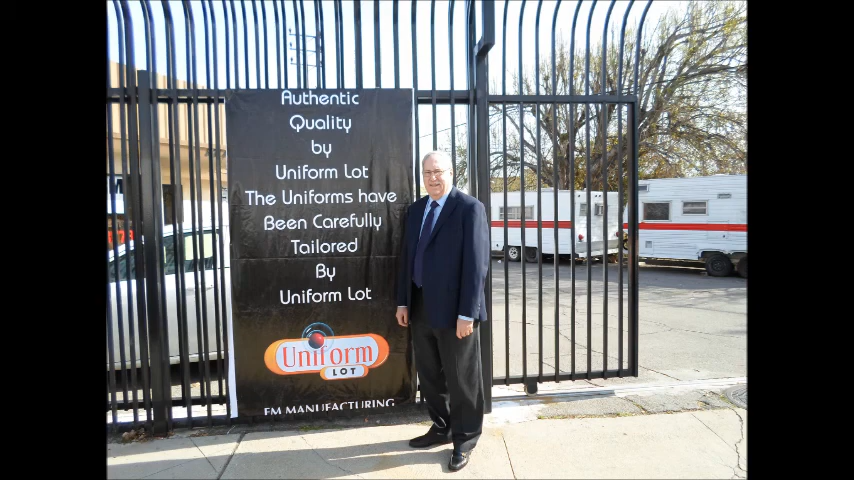 Authentic
Quality
by
Uniform Lot
The Uniforms have
Been Carefully
Tailored
By
Uniform Lot
Uniform
LOT
FM MANUFACTURING